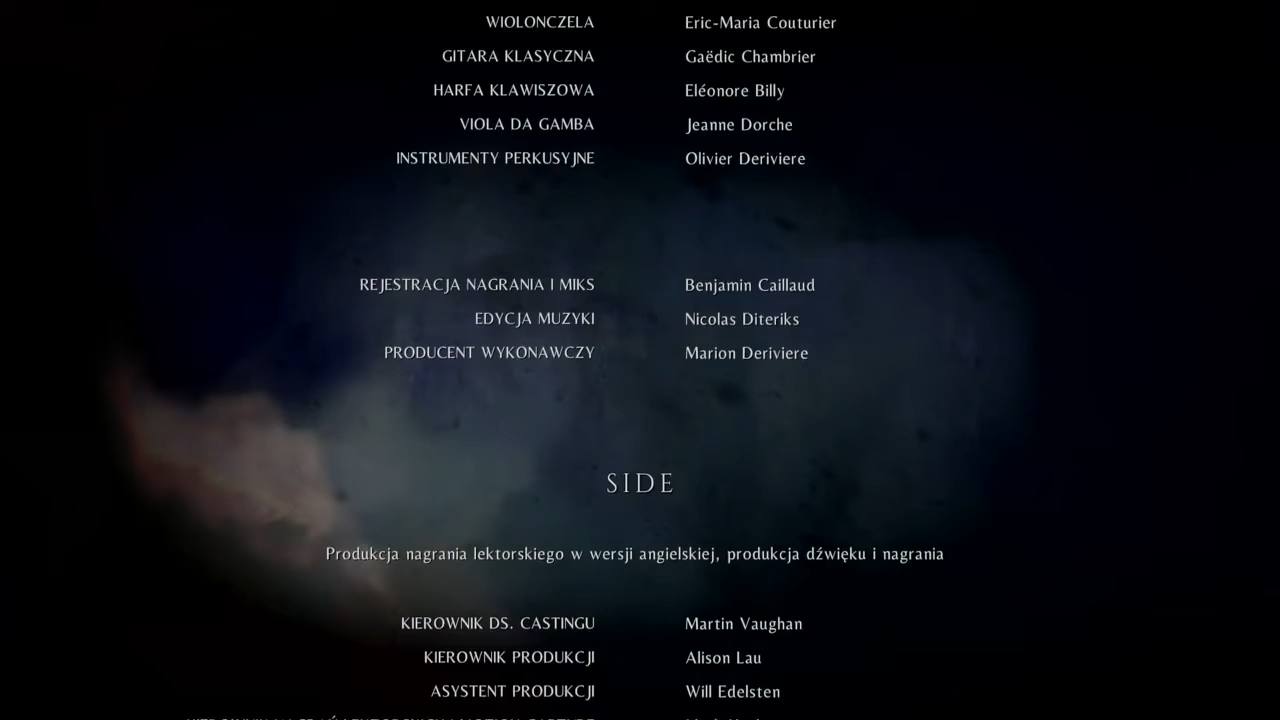 WIOLONCZELA Eric-Maria Couturier
GITARA KLASYCZNA Gaëdic Chambrier
HARFA KLAWISZOWA Eléonore Billy
VIOLA DA GAMBA Jeanne Dorche
INSTRUMENTY PERKUSYJNE Olivier Deriviere
REJESTRACJA NAGRANIA I MIKS Benjamin Caillaud
EDYCJA MUZYKI Nicolas Diteriks
PRODUCENT WYKONAWCZY Marion Deriviere
SIDE
Produkcja nagrania lektorskiego w wersji angielskiej, produkcja dźwięku i nagrania
KIEROWNIK DS. CASTINGU Martin Vaughan
KIEROWNIK PRODUKCJI Alison Lau
ASYSTENT PRODUKCJI Will Edelsten